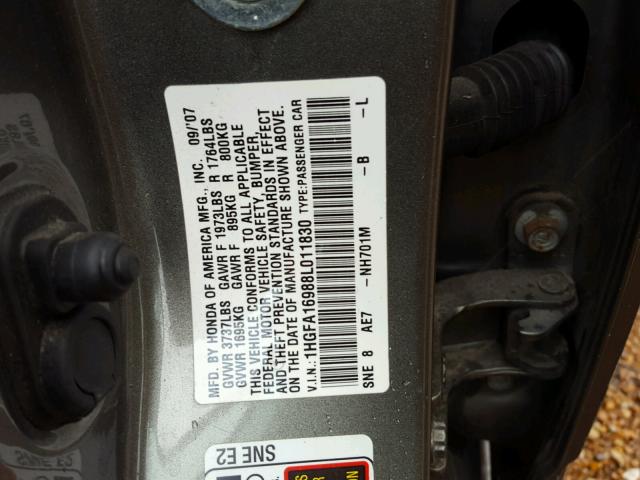 MFD. BY HONDA OF AMERICA MFG., INC. 09/'07
GVWR 3737LBS GAWR F 1973LBS R 1764LBS
GVWR 1695KG GAWR F 895KG R 800KG
THIS VEHICLE CONFORMS TO ALL APPLICABLE
FEDERAL MOTOR VEHICLE SAFETY, BUMPER,
AND THEFT PREVENTION STANDARDS IN EFFECT
ON THE DATE OF MANUFACTURE SHOWN ABOVE.
V.I.N.:1HGFA16988L011830 TYPE:PASSENGER CAR
SNE 8 AE7 -NH701M -B -L
SNE E2